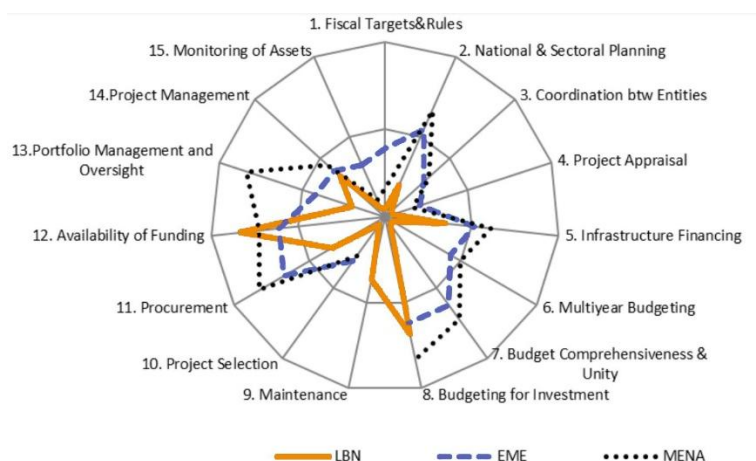 1. Fiscal Targets&Rules
15. Monitoring of Assets
2. National & Sectoral Planning
14.Project Management
3. Coordination btw Entities
13.Portfolio Management and
Oversight
4. Project Appraisal
12. Availability of Funding
5. Infrastructure Financing
11. Procurement
6. Multiyear Budgeting
10. Project Selection
7. Budget Comprehensiveness &
Unity
9. Maintenance
8. Budgeting for Investment
LBN
EME
MENA